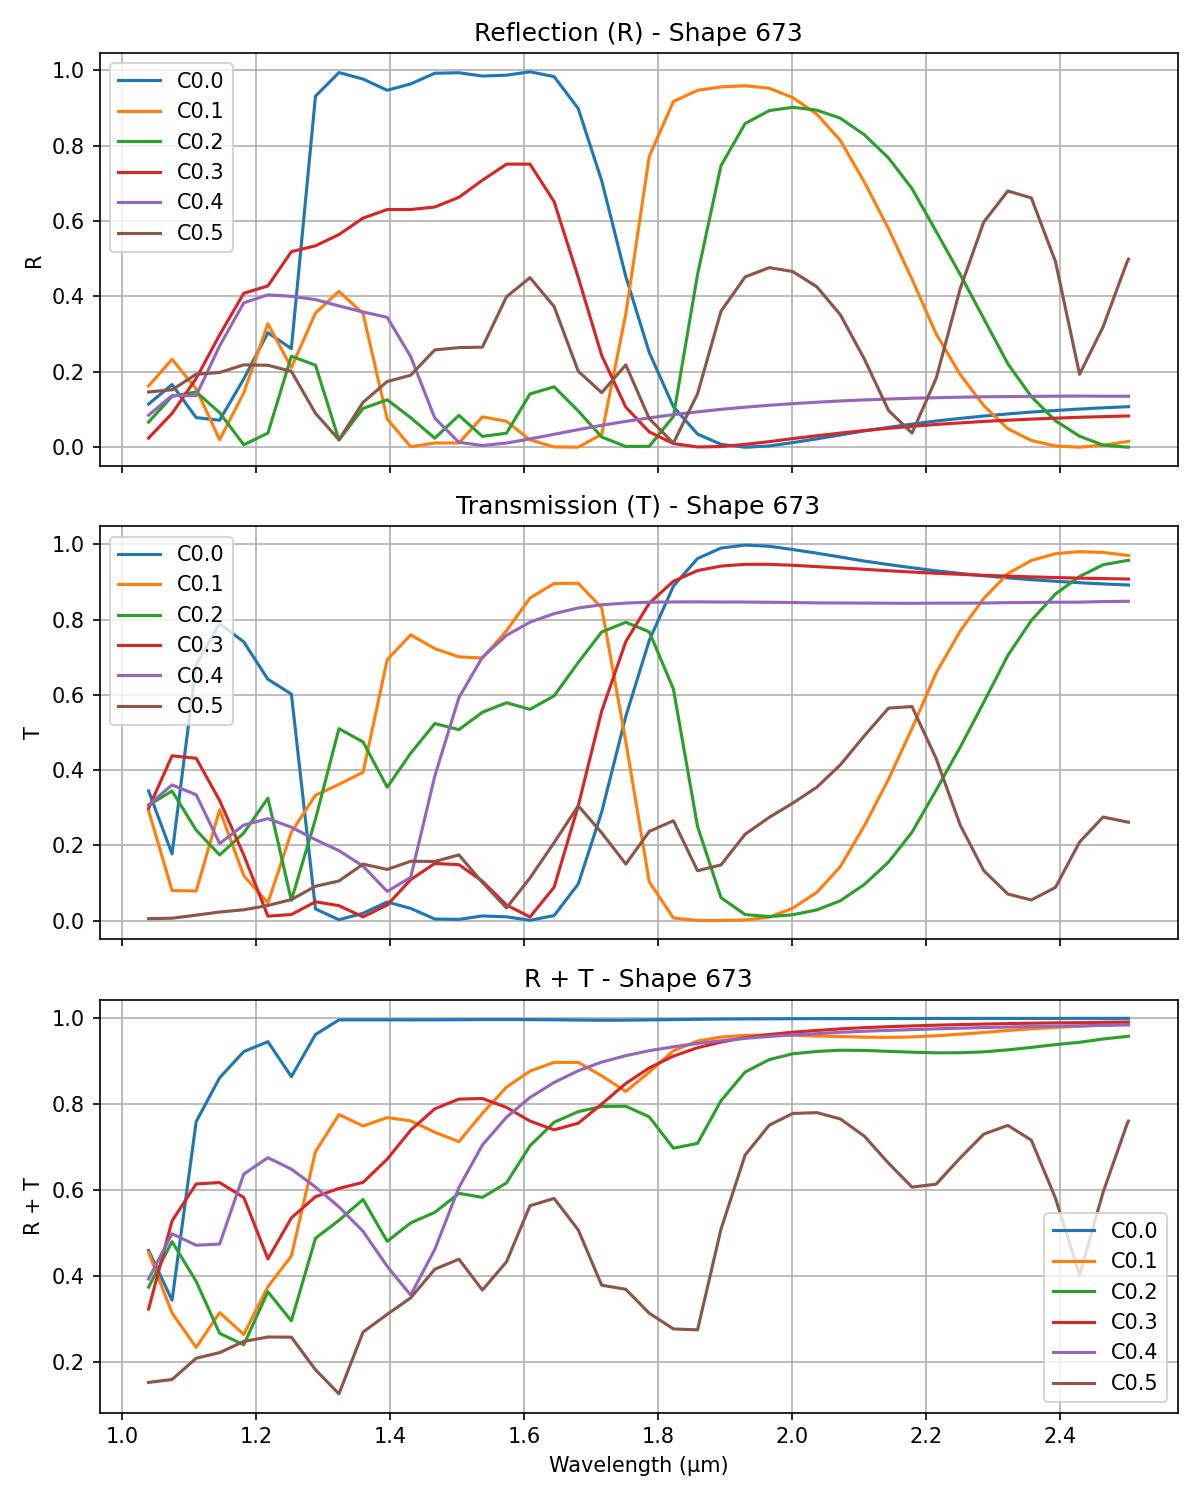 Reflection (R) - Shape 673
1.0
0.8
0.6
0.4
0.2
0.0
R
C0.0
C0.1
C0.2
C0.3
C0.4
C0.5
Transmission (T) - Shape 673
1.0
0.8
0.6
0.4
0.2
0.0
T
C0.0
C0.1
C0.2
C0.3
C0.4
C0.5
R + T - Shape 673
1.0
0.8
0.6
0.4
0.2
R + T
C0.0
C0.1
C0.2
C0.3
C0.4
C0.5
1.0 1.2 1.4 1.6 1.8 2.0 2.2 2.4
Wavelength (μm)